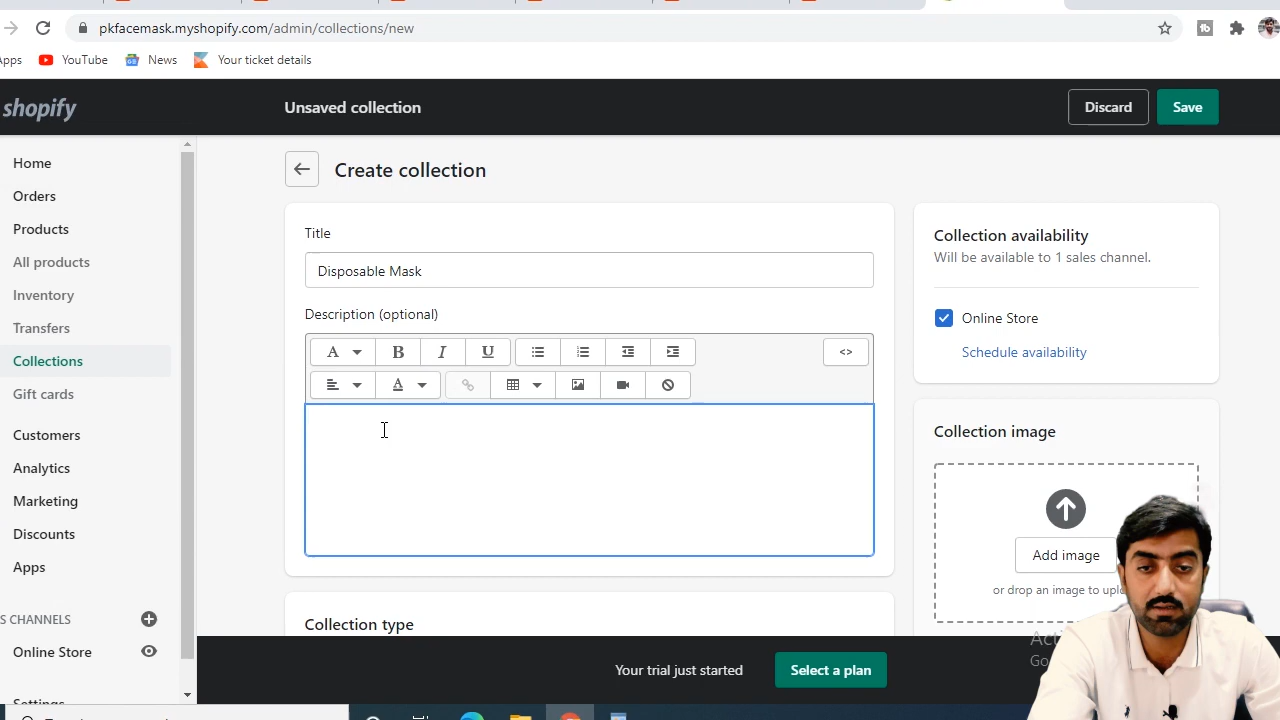 pkfacemask.myshopify.com/admin/collections/new
Apps YouTube News Your ticket details
shopify Unsaved collection Discard Save
Home
Orders
Products
All products
Inventory
Transfers
Collections
Gift cards
Customers
Analytics
Marketing
Discounts
Apps
S CHANNELS
Online Store
Settings
Create collection
Title
Disposable Mask
Description (optional)
A B I U <>
A
Collection type
Collection availability
Will be available to 1 sales channel.
Online Store
Schedule availability
Collection image
Add image
or drop an image to uplo
Your trial just started Select a plan
Acti
Go